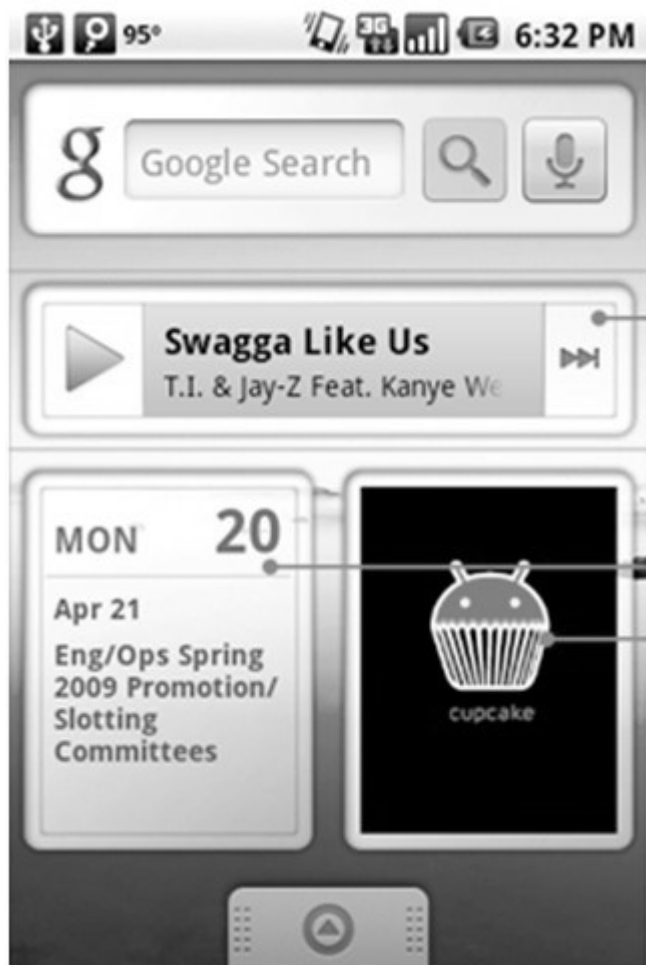 95° 3G 6:32 PM
g Google Search
Swagga Like Us
T.I. & Jay-Z Feat. Kanye We
MON 20
Apr 21
Eng/Ops Spring
2009 Promotion/
Slotting
Committees
cupcake